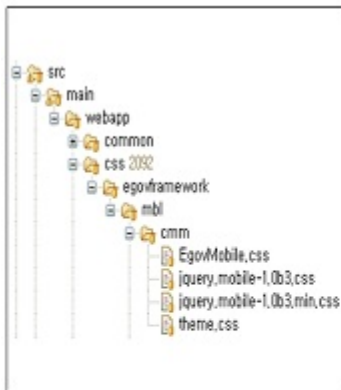 src
main
webapp
common
css 2092
egovframework
mbl
cmm
EgovMobile.css
jquery.mobile-1.0b3.css
jquery.mobile-1.0b3.min.css
theme.css